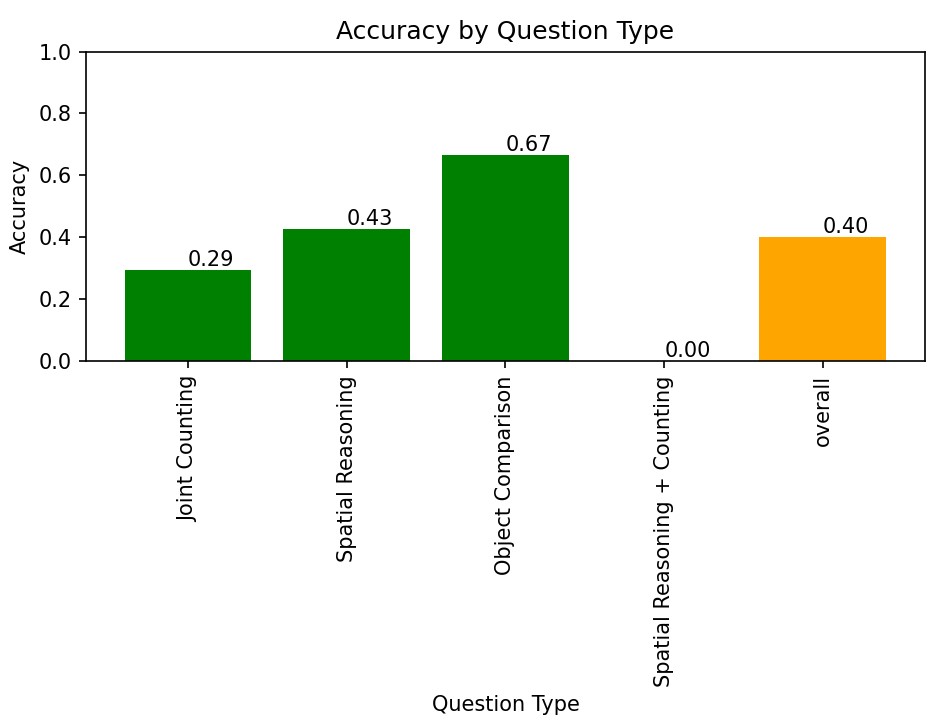 Accuracy by Question Type
Accuracy
1.0
0.8
0.6
0.4
0.2
0.0
0.29
0.43
0.67
0.00
0.40
Joint Counting
Spatial Reasoning
Object Comparison
Spatial Reasoning + Counting
overall
Question Type